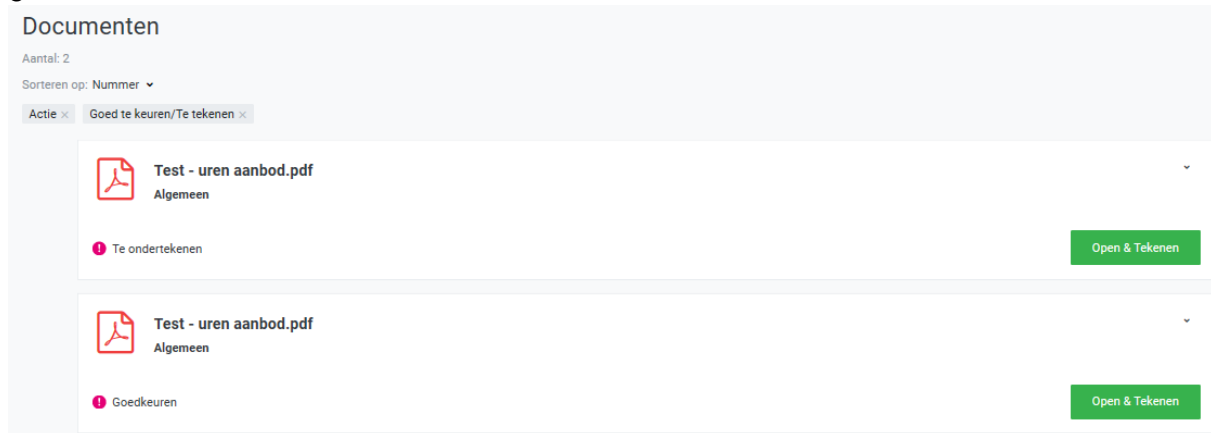 Documenten
Aantal: 2
Sorteren op: Nummer
Actie ×
Goed te keuren/Te tekenen ×
Test - uren aanbod.pdf
Algemeen
Te ondertekenen
Open & Tekenen
Test - uren aanbod.pdf
Algemeen
Goedkeuren
Open & Tekenen